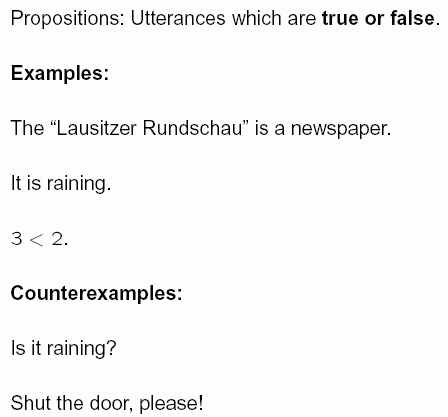 Propositions: Utterances which are true or false.
Examples:
The “Lausitzer Rundschau” is a newspaper.
It is raining.
3 < 2.
Counterexamples:
Is it raining?
Shut the door, please!